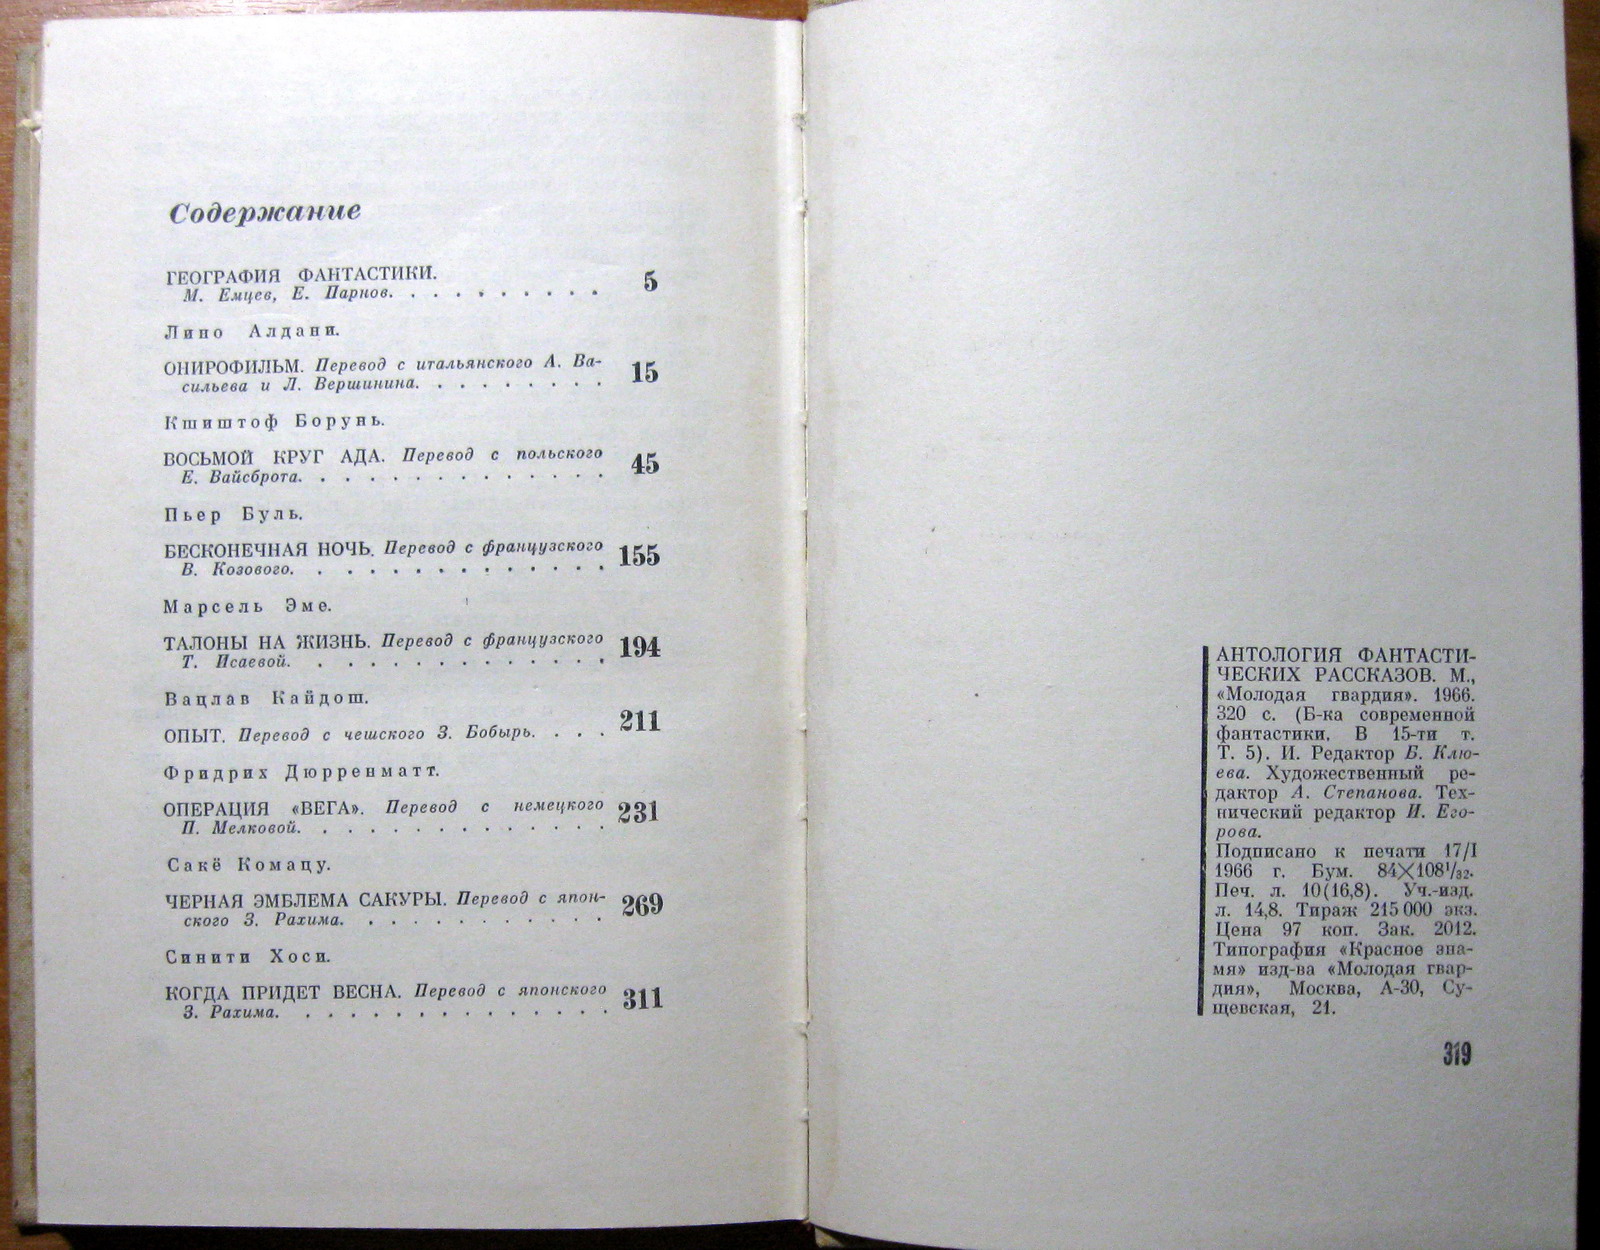 Содержание
ГЕОГРАФИЯ ФАНТАСТИКИ.
М. Емцев, Е. Парнов. . . . . . . . . . 5
Лино Алдани.
ОНИРОФИЛЬМ. Перевод с итальянского А. Ва-
сильева и Л. Вершинина. . . . . . . . . 15
Кшиштоф Борунь.
ВОСЬМОЙ КРУГ АДА. Перевод с польского
Е. Вайсброта. . . . . . . . . . . . . . 45
Пьер Буль.
БЕСКОНЕЧНАЯ НОЧЬ. Перевод с французского
В. Козового. . . . . . . . . . . . . . 155
Марсель Эме.
ТАЛОНЫ НА ЖИЗНЬ. Перевод с французского
Т. Исаевой. . . . . . . . . . . . . . 194
Вацлав Кайдош.
ОПЫТ. Перевод с чешского З. Бобырь. . . . 211
Фридрих Дюрренматт.
ОПЕРАЦИЯ «ВЕГА». Перевод с немецкого
П. Мелковой. . . . . . . . . . . . . . 231
Сакё Комацу.
ЧЕРНАЯ ЭМБЛЕМА САКУРЫ. Перевод с япон-
ского З. Рахима. . . . . . . . . . . . 269
Синити Хоси.
КОГДА ПРИДЕТ ВЕСНА. Перевод с японского
З. Рахима. . . . . . . . . . . . . . . 311
АНТОЛОГИЯ ФАНТАСТИ-
ЧЕСКИХ РАССКАЗОВ. М.,
«Молодая гвардия». 1966.
320 с. (Б-ка современной
фантастики. В 15-ти т.
Т. 5). И. Редактор Б. Клю-
ева. Художественный ре-
дактор А. Степанова. Тех-
нический редактор И. Его-
рова.
Подписано к печати 17/I
1966 г. Бум. 84×108 1/32.
Печ. л. 10(16,8). Уч.-изд.
л. 14,8. Тираж 215 000 экз.
Цена 97 коп. Зак. 2012.
Типография «Красное зна-
мя» изд-ва «Молодая гвар-
дия», Москва, А-30, Су-
щевская, 21.
319